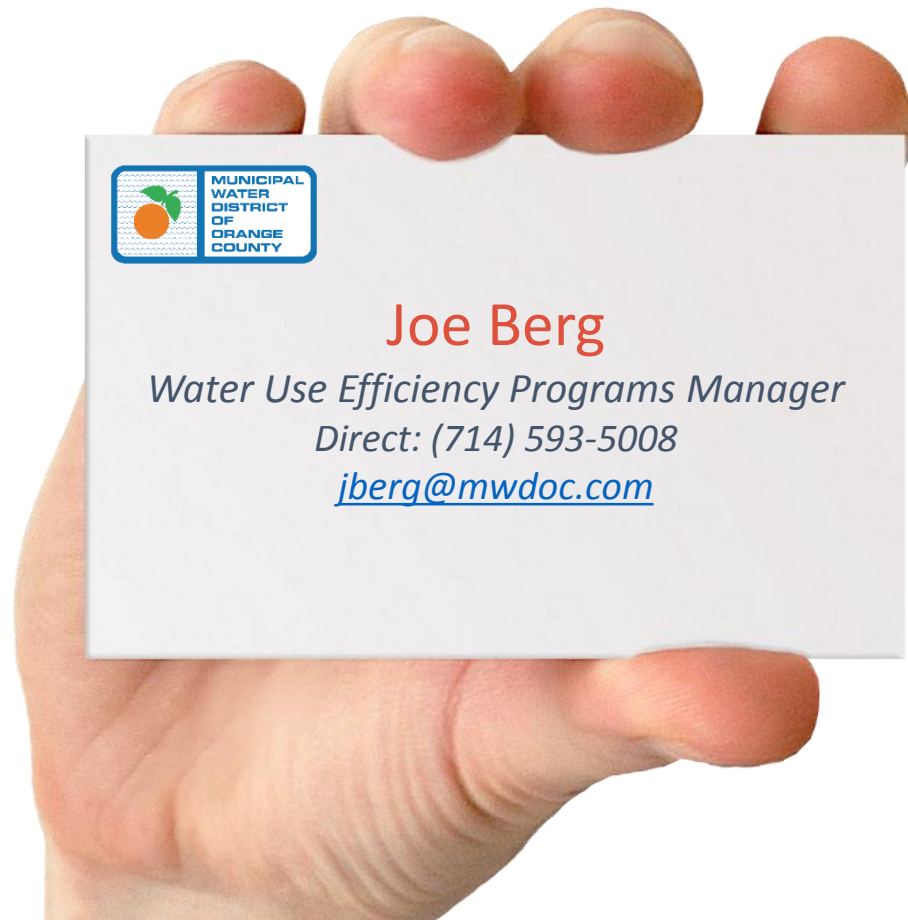 MUNICIPAL
WATER
DISTRICT
OF
ORANGE
COUNTY
Joe Berg
Water Use Efficiency Programs Manager
Direct: (714) 593-5008
jberg@mwdoc.com